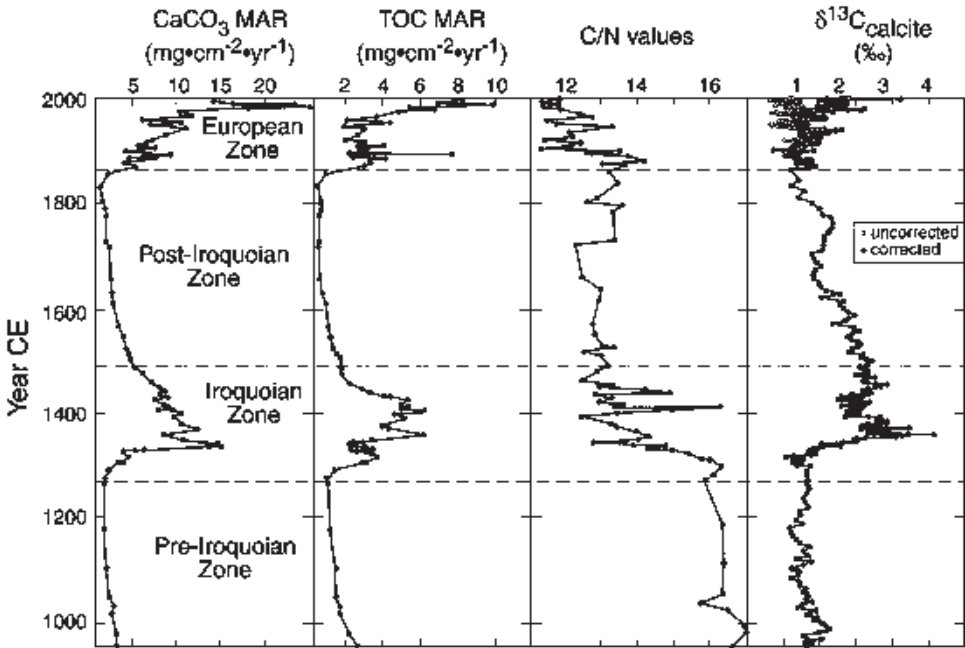 CaCO₃ MAR
(mg•cm⁻²•yr⁻¹)
TOC MAR
(mg•cm⁻²•yr⁻¹)
C/N values
δ¹³Ccalcite
(‰)
5 10 15 20
2 4 6 8 10
12 13 14 16
1 2 3 4
2000
1800
1600
1400
1200
1000
Year CE
European
Zone
Post-Iroquoian
Zone
Iroquoian
Zone
Pre-Iroquoian
Zone
uncorrected
corrected